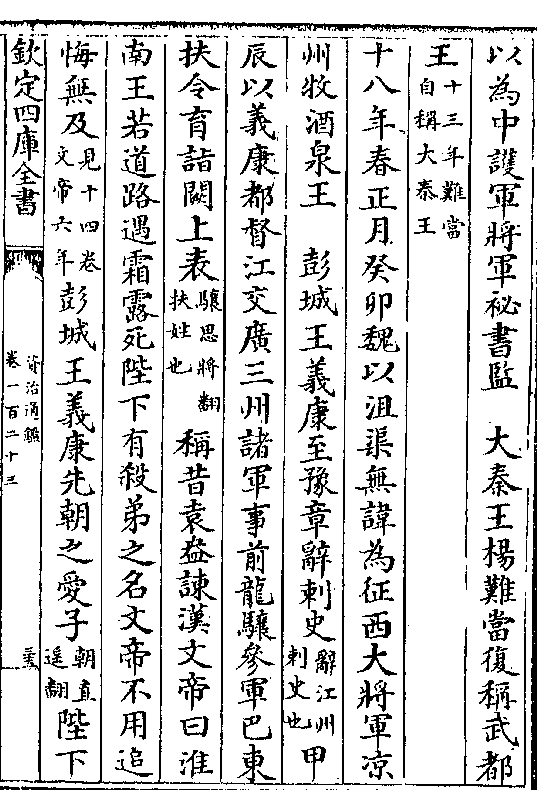 以為中護軍將軍秘書監　大秦王楊難當復稱武都
王十三年難當自稱大秦王
十八年春正月癸卯魏以沮渠無諱為征西大將軍凉
州牧酒泉王　彭城王義康至豫章辭刺史辭江州刺史也甲
辰以義康都督江交廣三州諸軍事前龍驤參軍巴東
扶令育詣闕上表驤思將翻扶姓也稱昔袁盎諫漢文帝曰淮
南王若道路遇霜露死陛下有殺弟之名文帝不用追
悔無及見十四卷文帝六年彭城王義康先朝之愛子朝直遥翻陛下
欽定四庫全書
資治通鑑
卷一百二十三